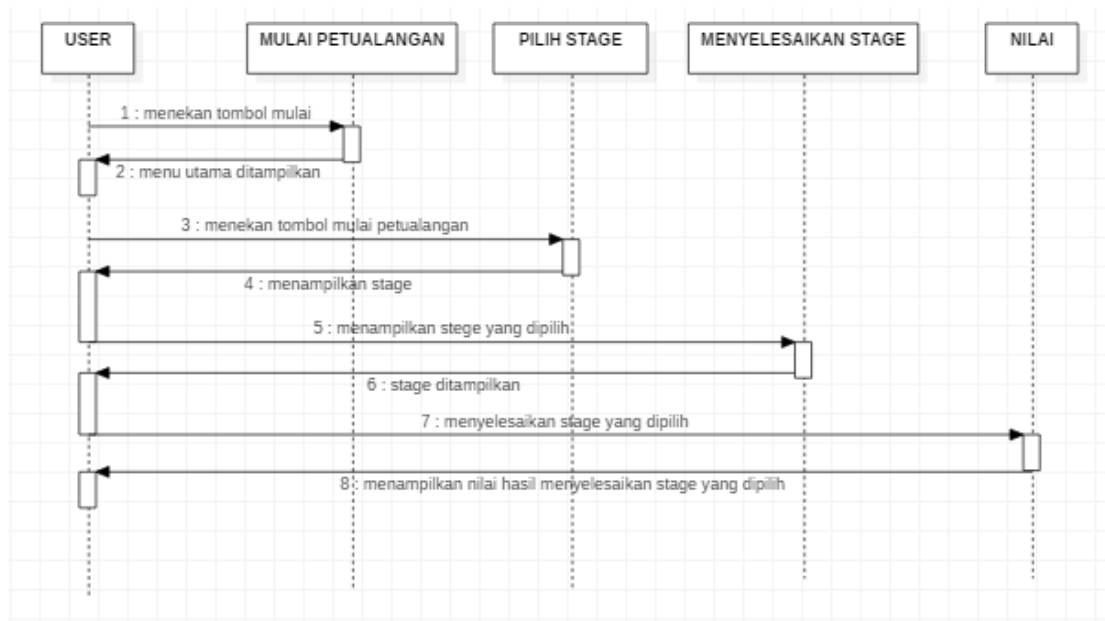 USER
MULAI PETUALANGAN
PILIH STAGE
MENYELESAIKAN STAGE
NILAI
1 : menekan tombol mulai
2 : menu utama ditampilkan
3 : menekan tombol mulai petualangan
4 : menampilkan stage
5 : menampilkan stege yang dipilih
6 : stage ditampilkan
7 : menyelesaikan stage yang dipilih
8 : menampilkan nilai hasil menyelesaikan stage yang dipilih